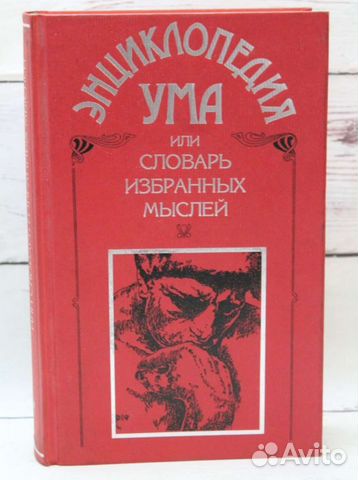 ЭНЦИКЛОПЕДИЯ
УМА
ИЛИ
СЛОВАРЬ
ИЗБРАННЫХ
МЫСЛЕЙ
Avito